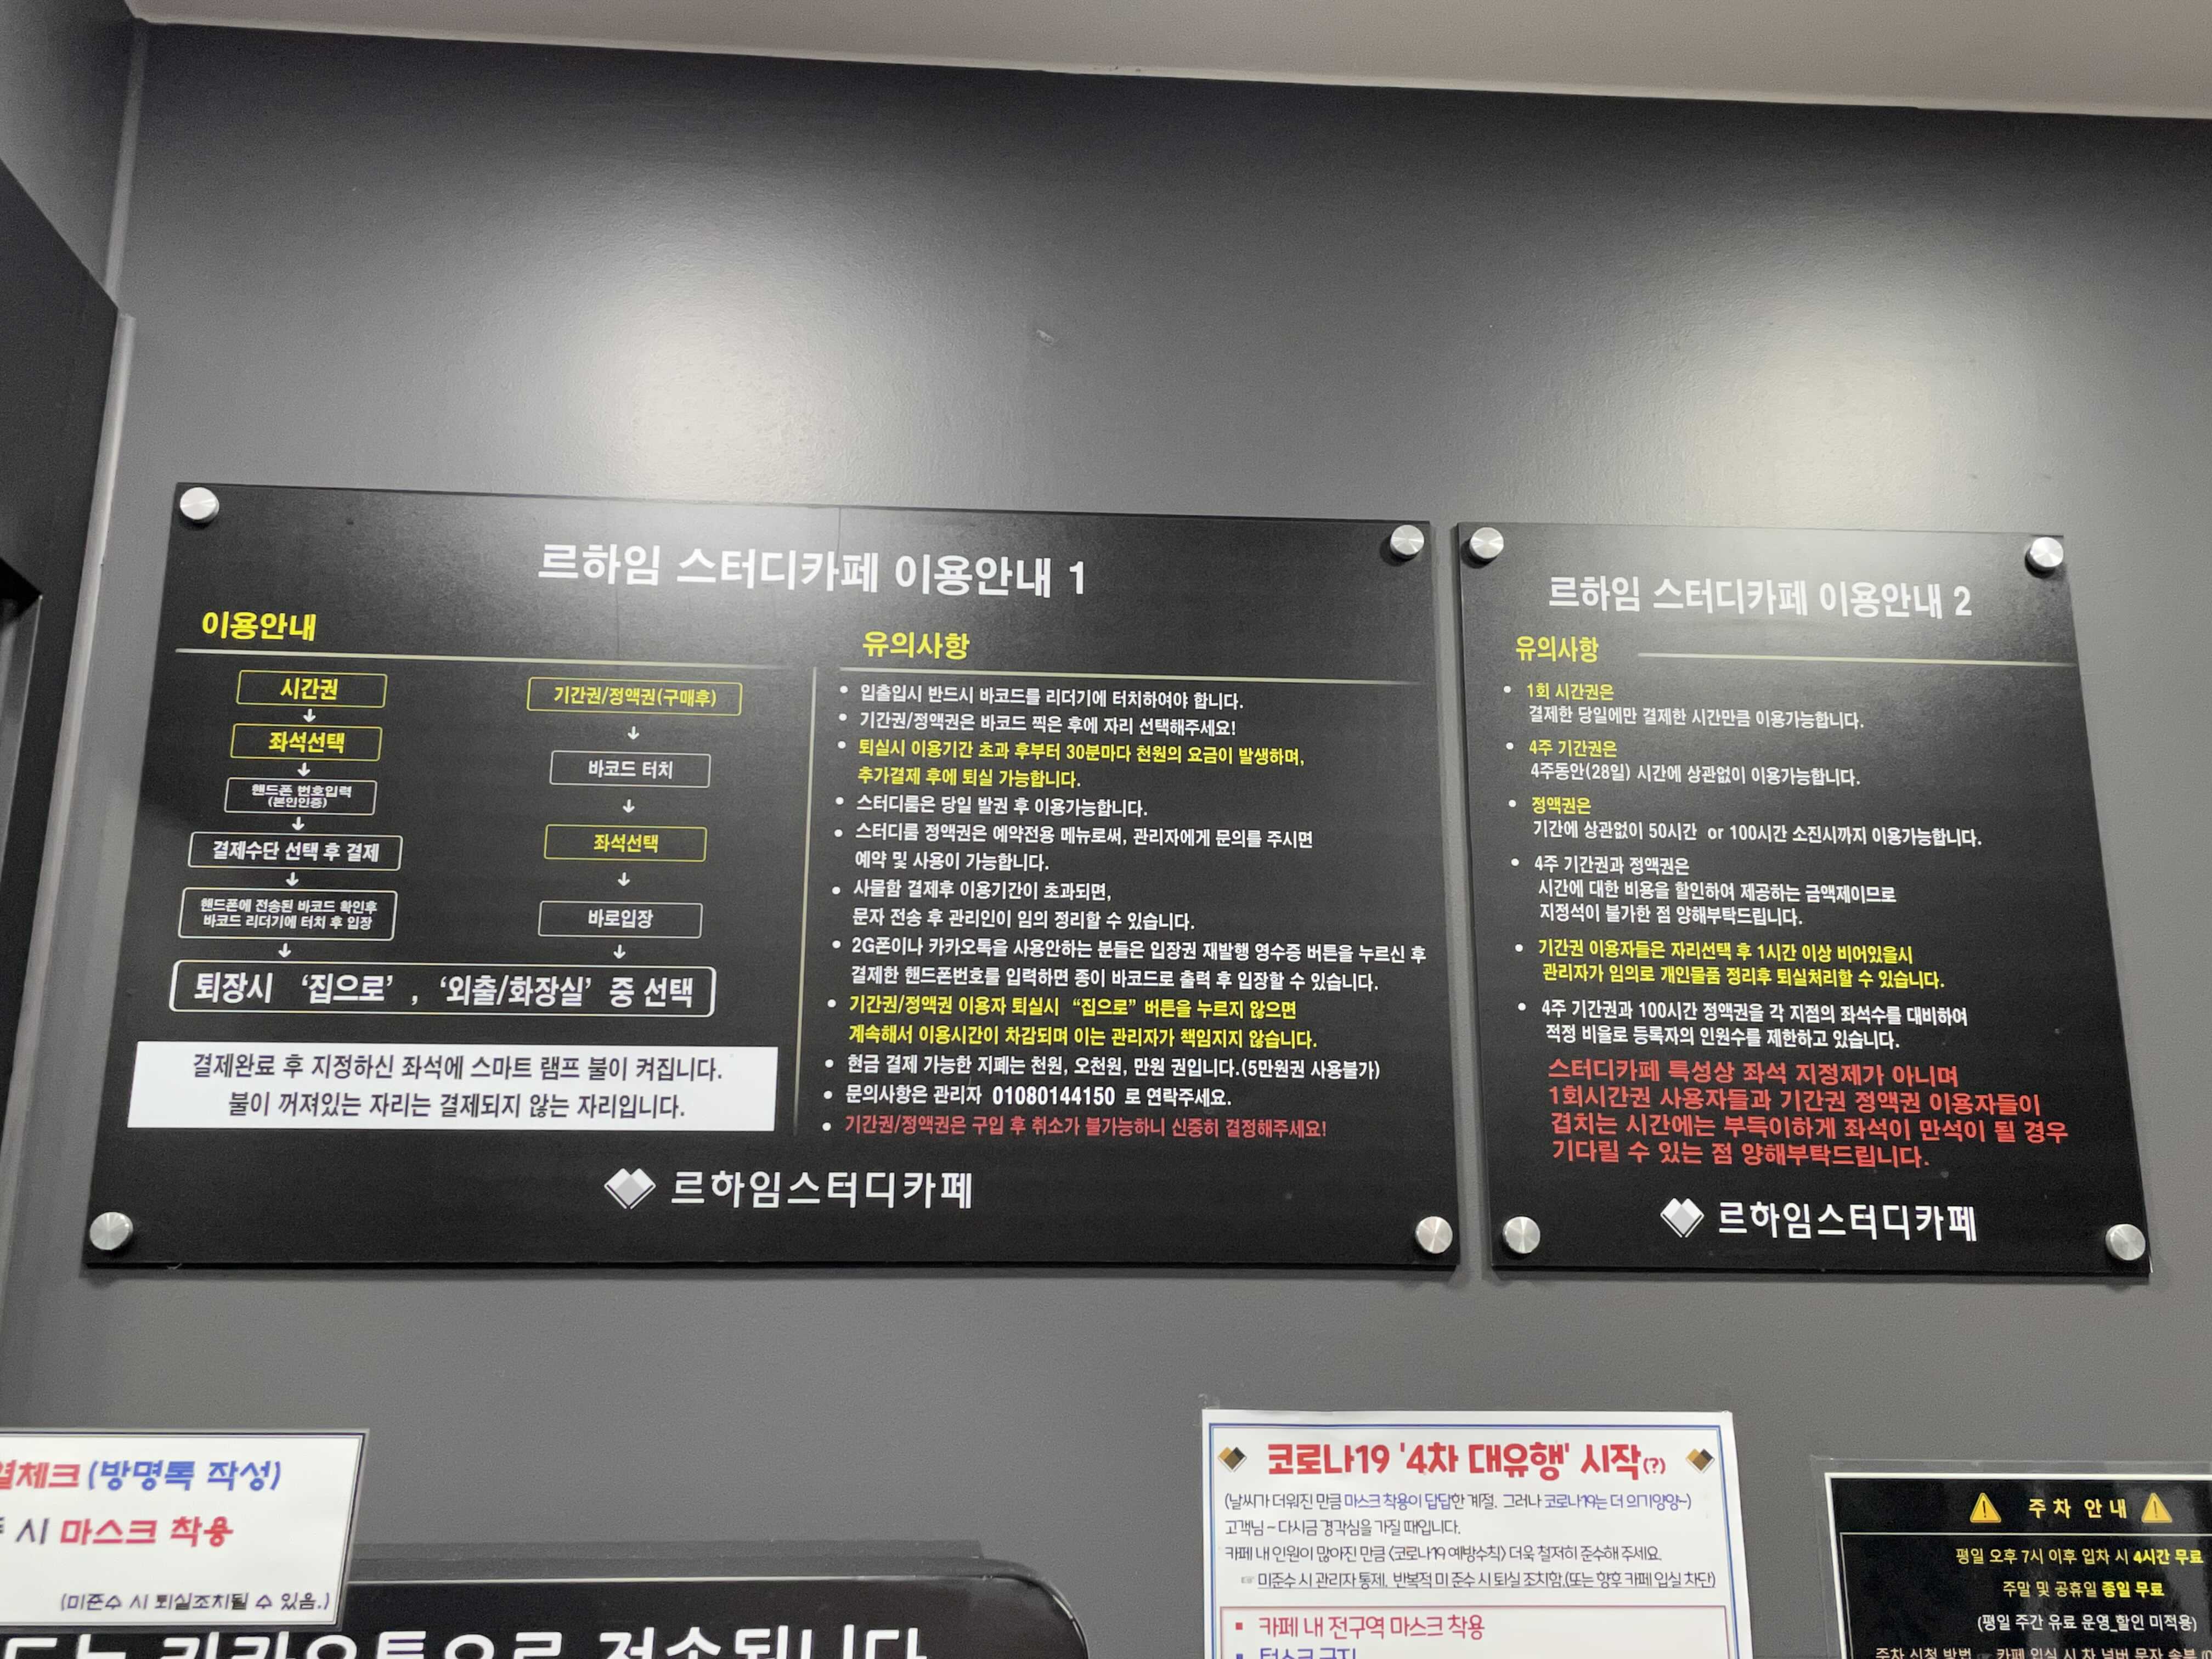 르하임 스터디카페 이용안내 1
이용안내
시간권
좌석선택
핸드폰 번호입력
(본인인증)
결제수단 선택 후 결제
핸드폰에 전송된 바코드 확인후
바코드 리더기에 터치 후 입장
기간권/정액권(구매후)
바코드 터치
좌석선택
바로입장
퇴장시 '집으로' , '외출/화장실' 중 선택
결제완료 후 지정하신 좌석에 스마트 램프 불이 켜집니다.
불이 꺼져있는 자리는 결제되지 않는 자리입니다.
유의사항
• 입출입시 반드시 바코드를 리더기에 터치하여야 합니다.
• 기간권/정액권은 바코드 찍은 후에 자리 선택해주세요!
• 퇴실시 이용기간 초과 후부터 30분마다 천원의 요금이 발생하며,
추가결제 후에 퇴실 가능합니다.
• 스터디룸은 당일 발권 후 이용가능합니다.
• 스터디룸 정액권은 예약전용 메뉴로써, 관리자에게 문의를 주시면
예약 및 사용이 가능합니다.
• 사물함 결제후 이용기간이 초과되면,
문자 전송 후 관리인이 임의 정리할 수 있습니다.
• 2G폰이나 카카오톡을 사용안하는 분들은 입장권 재발행 영수증 버튼을 누르신 후
결제한 핸드폰번호를 입력하면 종이 바코드로 출력 후 입장할 수 있습니다.
• 기간권/정액권 이용자 퇴실시 “집으로” 버튼을 누르지 않으면
계속해서 이용시간이 차감되며 이는 관리자가 책임지지 않습니다.
• 현금 결제 가능한 지폐는 천원, 오천원, 만원 권입니다.(5만원권 사용불가)
• 문의사항은 관리자 01080144150 로 연락주세요.
• 기간권/정액권은 구입 후 취소가 불가능하니 신중히 결정해주세요!
르하임스터디카페
르하임 스터디카페 이용안내 2
유의사항
• 1회 시간권은
결제한 당일에만 결제한 시간만큼 이용가능합니다.
• 4주 기간권은
4주동안(28일) 시간에 상관없이 이용가능합니다.
• 정액권은
기간에 상관없이 50시간 or 100시간 소진시까지 이용가능합니다.
• 4주 기간권과 정액권은
시간에 대한 비용을 할인하여 제공하는 금액제이므로
지정석이 불가한 점 양해부탁드립니다.
• 기간권 이용자들은 자리선택 후 1시간 이상 비어있을시
관리자가 임의로 개인물품 정리후 퇴실처리할 수 있습니다.
• 4주 기간권과 100시간 정액권을 각 지점의 좌석수를 대비하여
적정 비율로 등록자의 인원수를 제한하고 있습니다.
스터디카페 특성상 좌석 지정제가 아니며
1회시간권 사용자들과 기간권 정액권 이용자들이
겹치는 시간에는 부득이하게 좌석이 만석이 될 경우
기다릴 수 있는 점 양해부탁드립니다.
르하임스터디카페
체크(방명록 작성)
시 마스크 착용
(미준수 시 퇴실조치될 수 있음.)
전송됩니다
코로나19 '4차 대유행' 시작(?)
(날씨가 더워진 만큼 마스크 착용이 답답한 계절. 그러나 코로나19는 더 의기양양~)
고객님~ 다시금 경각심을 가질 때입니다.
카페 내 인원이 많아진 만큼 <코로나19 예방수칙> 더욱 철저히 준수해 주세요.
☞ 미준수 시 관리자 통제, 반복적 미 준수 시 퇴실 조치함.(또는 향후 카페 입실 차단)
▪ 카페 내 전구역 마스크 착용
▪ 턱스크 금지!
주 차 안 내
평일 오후 7시 이후 입차 시 4시간 무료
주말 및 공휴일 종일 무료
(평일 주간 유료 운영_할인 미적용)
주차 신청 방법 카페 입실 시 차 넘버 문자 송부